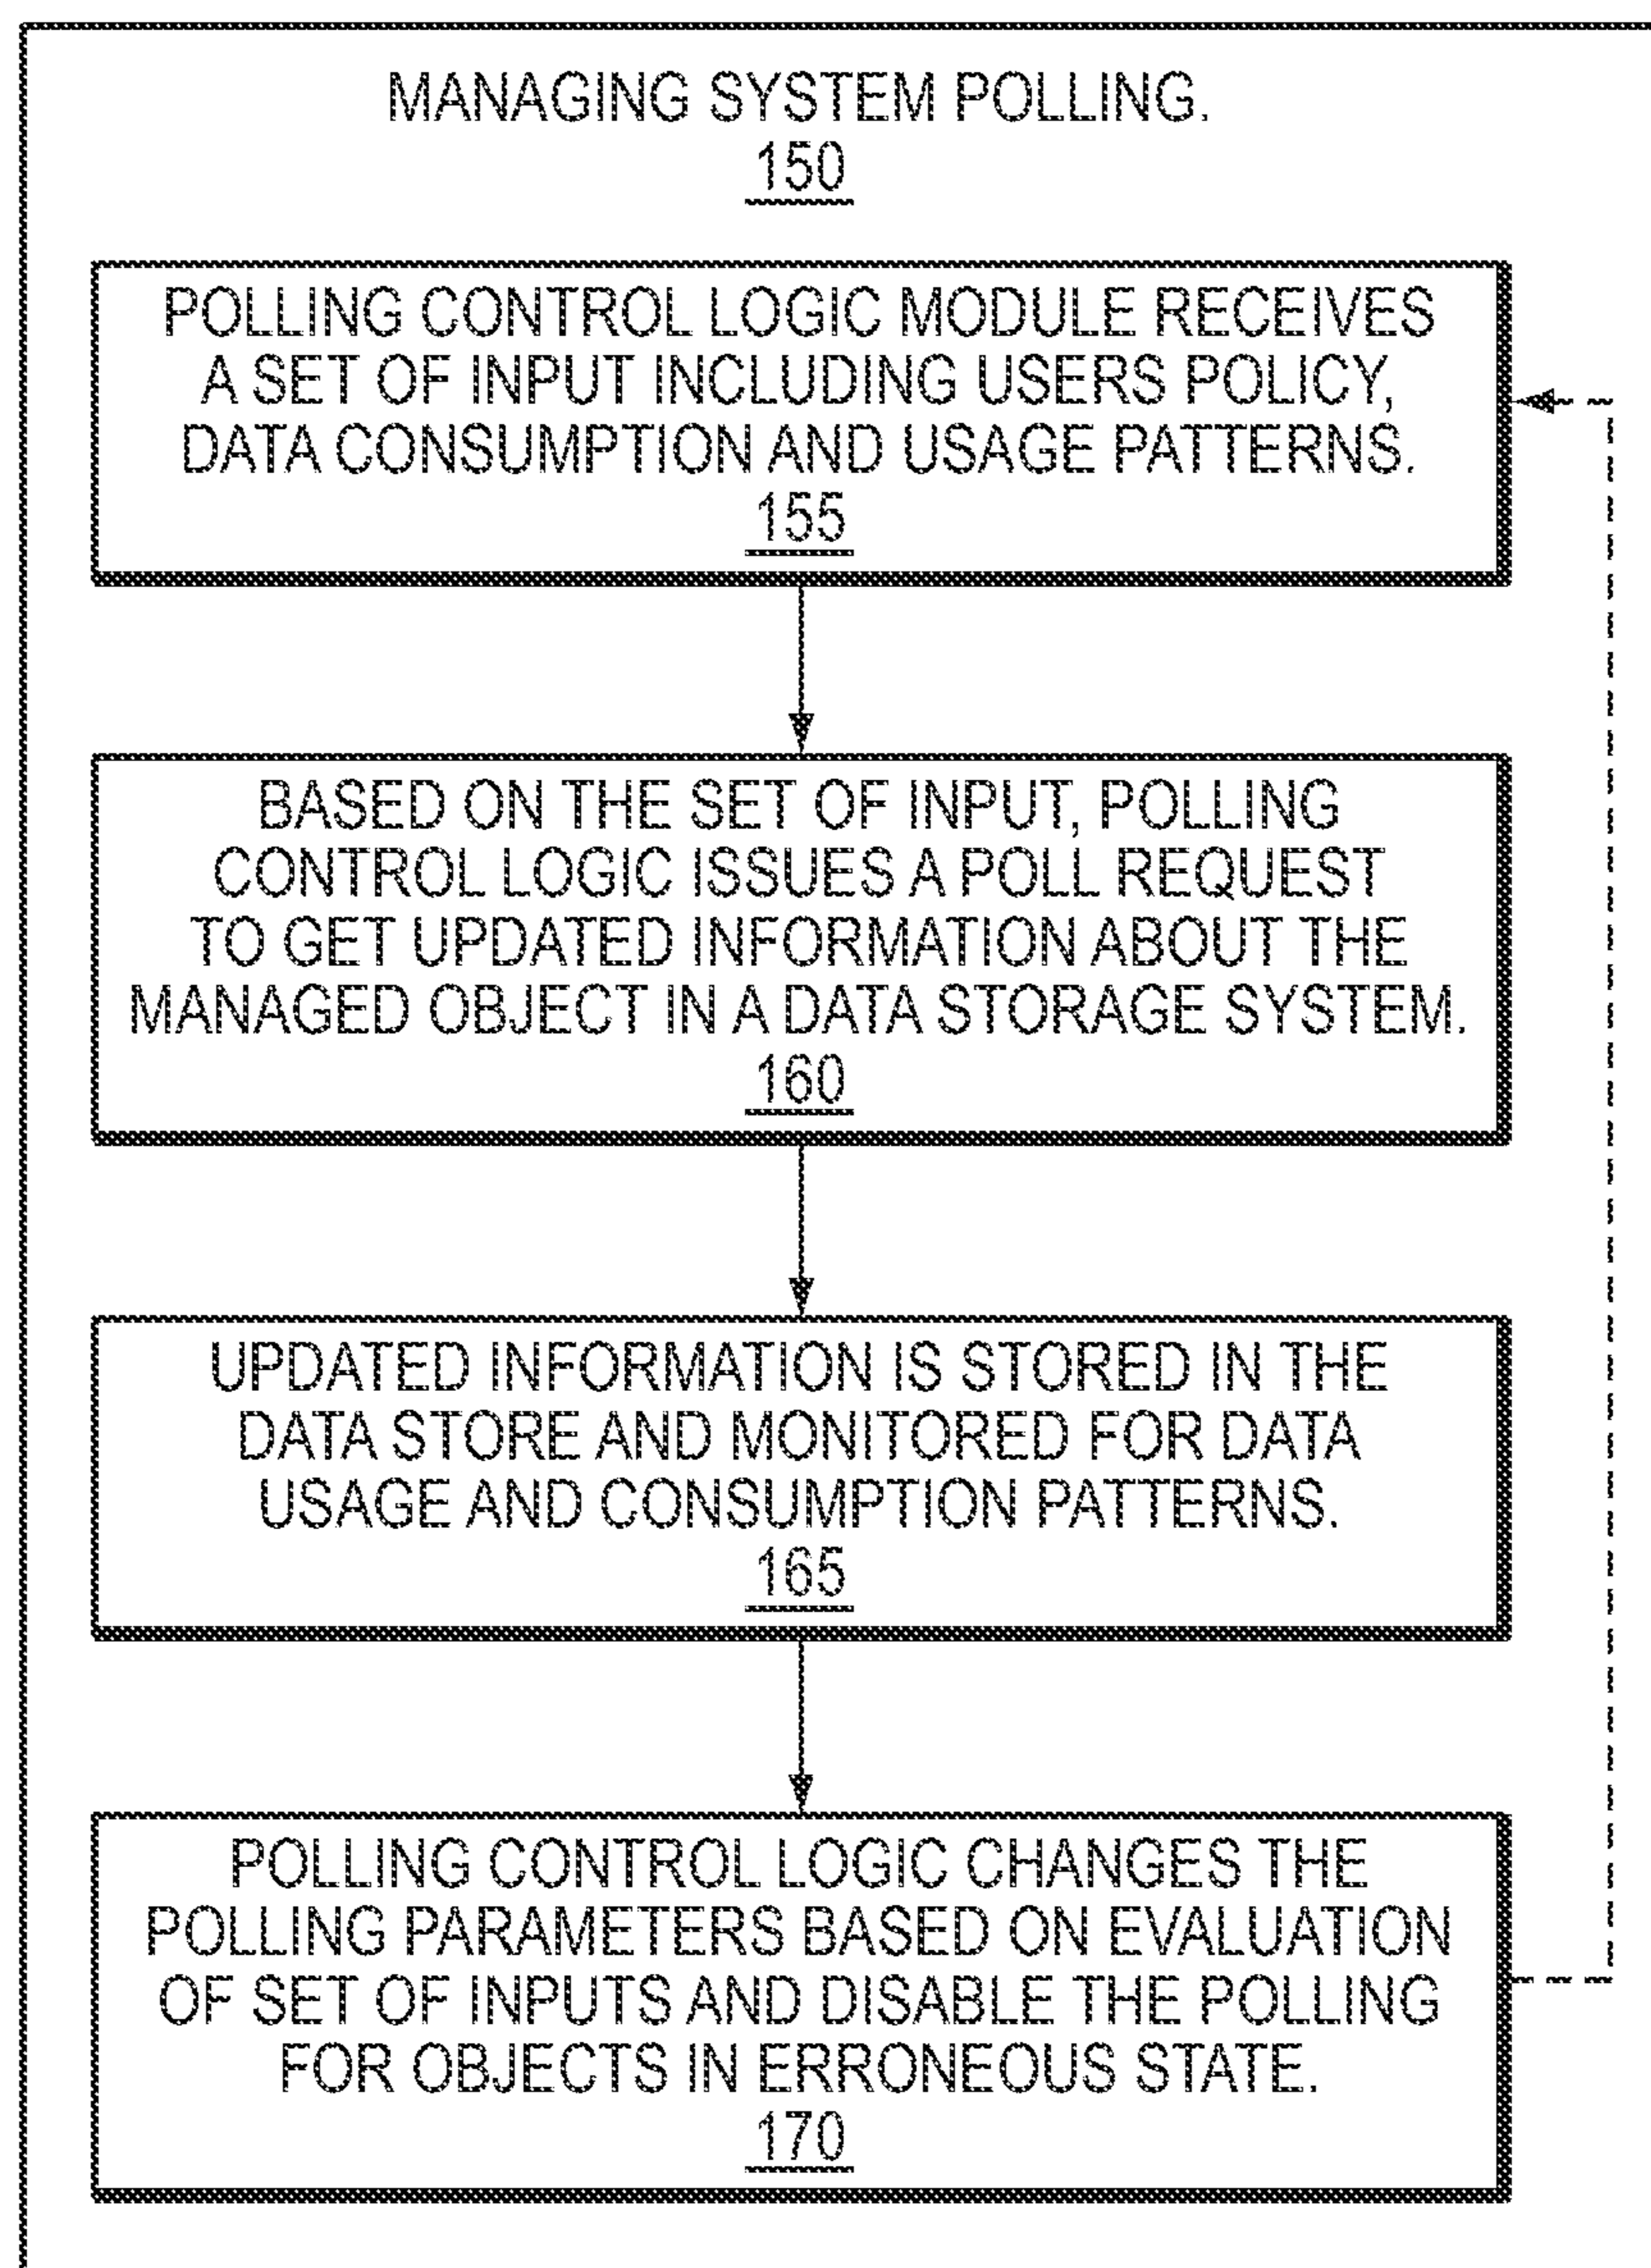 MANAGING SYSTEM POLLING.
150
POLLING CONTROL LOGIC MODULE RECEIVES
A SET OF INPUT INCLUDING USERS POLICY,
DATA CONSUMPTION AND USAGE PATTERNS.
155
BASED ON THE SET OF INPUT, POLLING
CONTROL LOGIC ISSUES A POLL REQUEST
TO GET UPDATED INFORMATION ABOUT THE
MANAGED OBJECT IN A DATA STORAGE SYSTEM.
160
UPDATED INFORMATION IS STORED IN THE
DATA STORE AND MONITORED FOR DATA
USAGE AND CONSUMPTION PATTERNS.
165
POLLING CONTROL LOGIC CHANGES THE
POLLING PARAMETERS BASED ON EVALUATION
OF SET OF INPUTS AND DISABLE THE POLLING
FOR OBJECTS IN ERRONEOUS STATE.
170